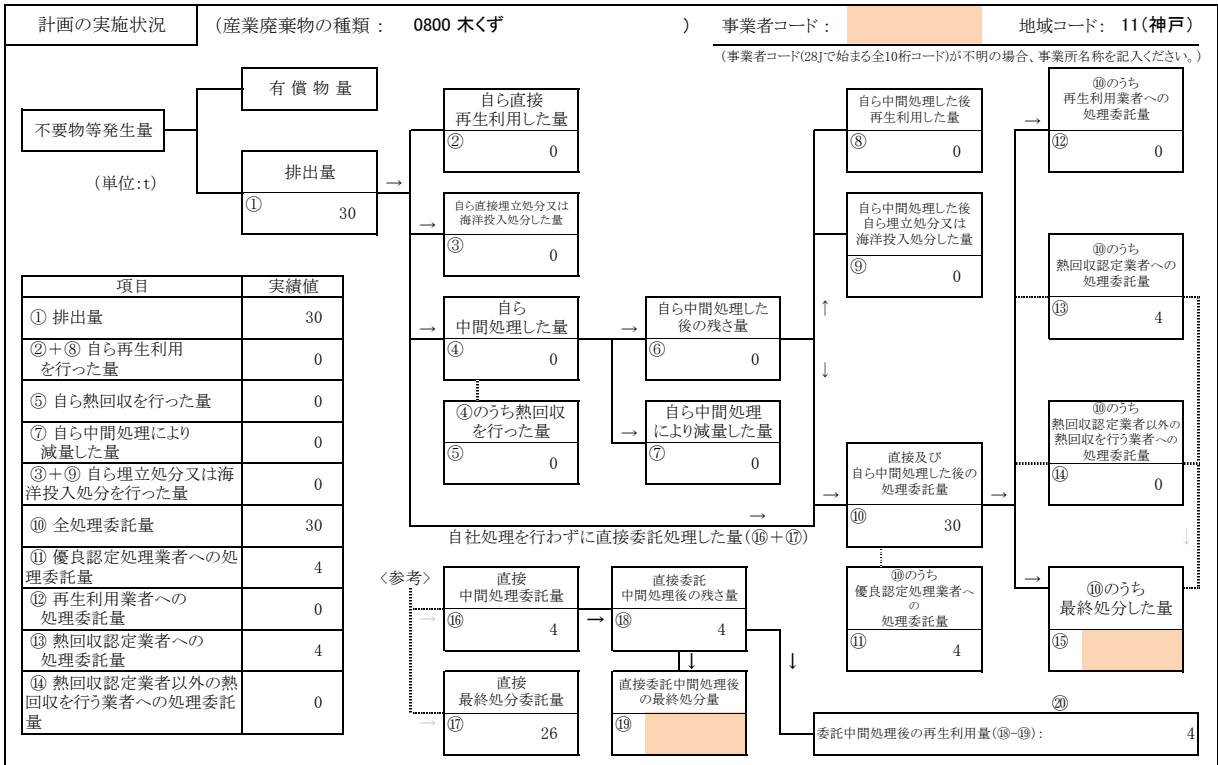 計画の実施状況 (産業廃棄物の種類： 0800 木くず ) 事業者コード： 地域コード： 11(神戸)
(事業者コード(28Jで始まる全10桁コード)が不明の場合、事業所名称を記入ください。)
不要物等発生量
(単位:t)
有償物量
排出量
① 30
→
自ら直接
再生利用した量
② 0
→
自ら直接埋立処分又は
海洋投入処分した量
③ 0
→
自ら
中間処理した量
④ 0
④のうち熱回収
を行った量
⑤ 0
→
自ら中間処理した
後の残さ量
⑥ 0
→
自ら中間処理
により減量した量
⑦ 0
自ら中間処理した後
再生利用した量
⑧ 0
自ら中間処理した後
自ら埋立処分又は
海洋投入処分した量
⑨ 0
↑
↓
→
直接及び
自ら中間処理した後の
処理委託量
⑩ 30
→
⑩のうち
優良認定処理業者へ
の
処理委託量
⑪ 4
→
⑩のうち
再生利用業者への
処理委託量
⑫ 0
⑩のうち
熱回収認定業者への
処理委託量
⑬ 4
⑩のうち
熱回収認定業者以外の
熱回収を行う業者への
処理委託量
⑭ 0
↓
→
⑩のうち
最終処分した量
⑮
→
自社処理を行わずに直接委託処理した量(⑯＋⑰)
〈参考〉
→
直接
中間処理委託量
⑯ 4
→
直接委託
中間処理後の残さ量
⑱ 4
→
直接
最終処分委託量
⑰ 26
↓
直接委託中間処理後
の最終処分量
⑲
↓
⑳
委託中間処理後の再生利用量(⑱-⑲)： 4
項目 実績値
① 排出量 30
②＋⑧ 自ら再生利用
を行った量 0
⑤ 自ら熱回収を行った量 0
⑦ 自ら中間処理により
減量した量 0
③＋⑨ 自ら埋立処分又は海
洋投入処分を行った量 0
⑩ 全処理委託量 30
⑪ 優良認定処理業者への処
理委託量 4
⑫ 再生利用業者への
処理委託量 0
⑬ 熱回収認定業者への
処理委託量 4
⑭ 熱回収認定業者以外の熱
回収を行う業者への処理委託
量 0